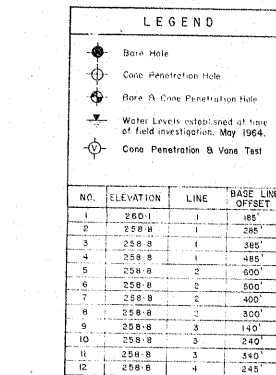 LEGEND
Bore Hole
Cone Penetration Hole
Bore & Cone Penetration Hole
Water Levels established at time
of field investigation. May 1964.
V Cone Penetration & Vane Test
NO. ELEVATION LINE BASE LINE OFFSET
1 260.1 1 185'
2 258.8 1 285'
3 258.8 1 385'
4 258.8 1 485'
5 258.8 2 600'
6 258.8 2 500'
7 258.8 2 400'
8 258.8 2 300'
9 258.8 3 140'
10 258.8 3 240'
11 258.8 3 340'
12 258.8 4 245'